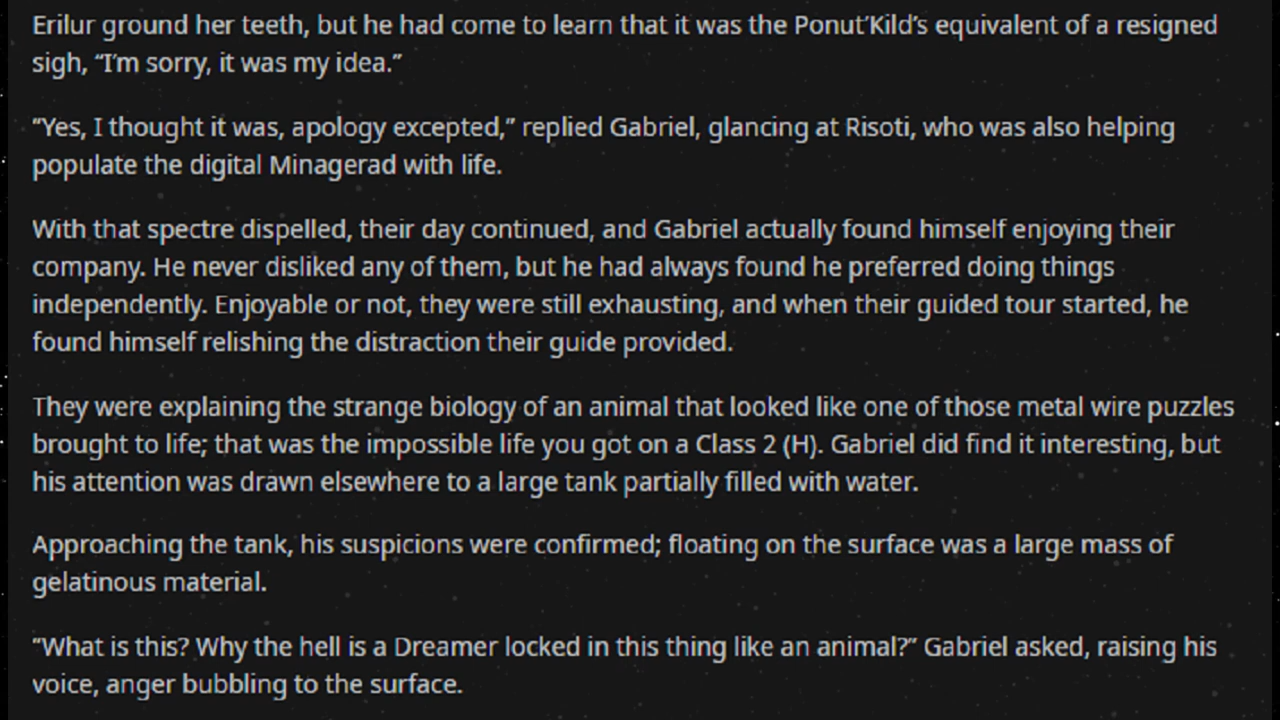 Erilur ground her teeth, but he had come to learn that it was the Ponut’Kild’s equivalent of a resigned
sigh, “I’m sorry, it was my idea.”
“Yes, I thought it was, apology excepted,” replied Gabriel, glancing at Risoti, who was also helping
populate the digital Minagerad with life.
With that spectre dispelled, their day continued, and Gabriel actually found himself enjoying their
company. He never disliked any of them, but he had always found he preferred doing things
independently. Enjoyable or not, they were still exhausting, and when their guided tour started, he
found himself relishing the distraction their guide provided.
They were explaining the strange biology of an animal that looked like one of those metal wire puzzles
brought to life; that was the impossible life you got on a Class 2 (H). Gabriel did find it interesting, but
his attention was drawn elsewhere to a large tank partially filled with water.
Approaching the tank, his suspicions were confirmed; floating on the surface was a large mass of
gelatinous material.
“What is this? Why the hell is a Dreamer locked in this thing like an animal?” Gabriel asked, raising his
voice, anger bubbling to the surface.